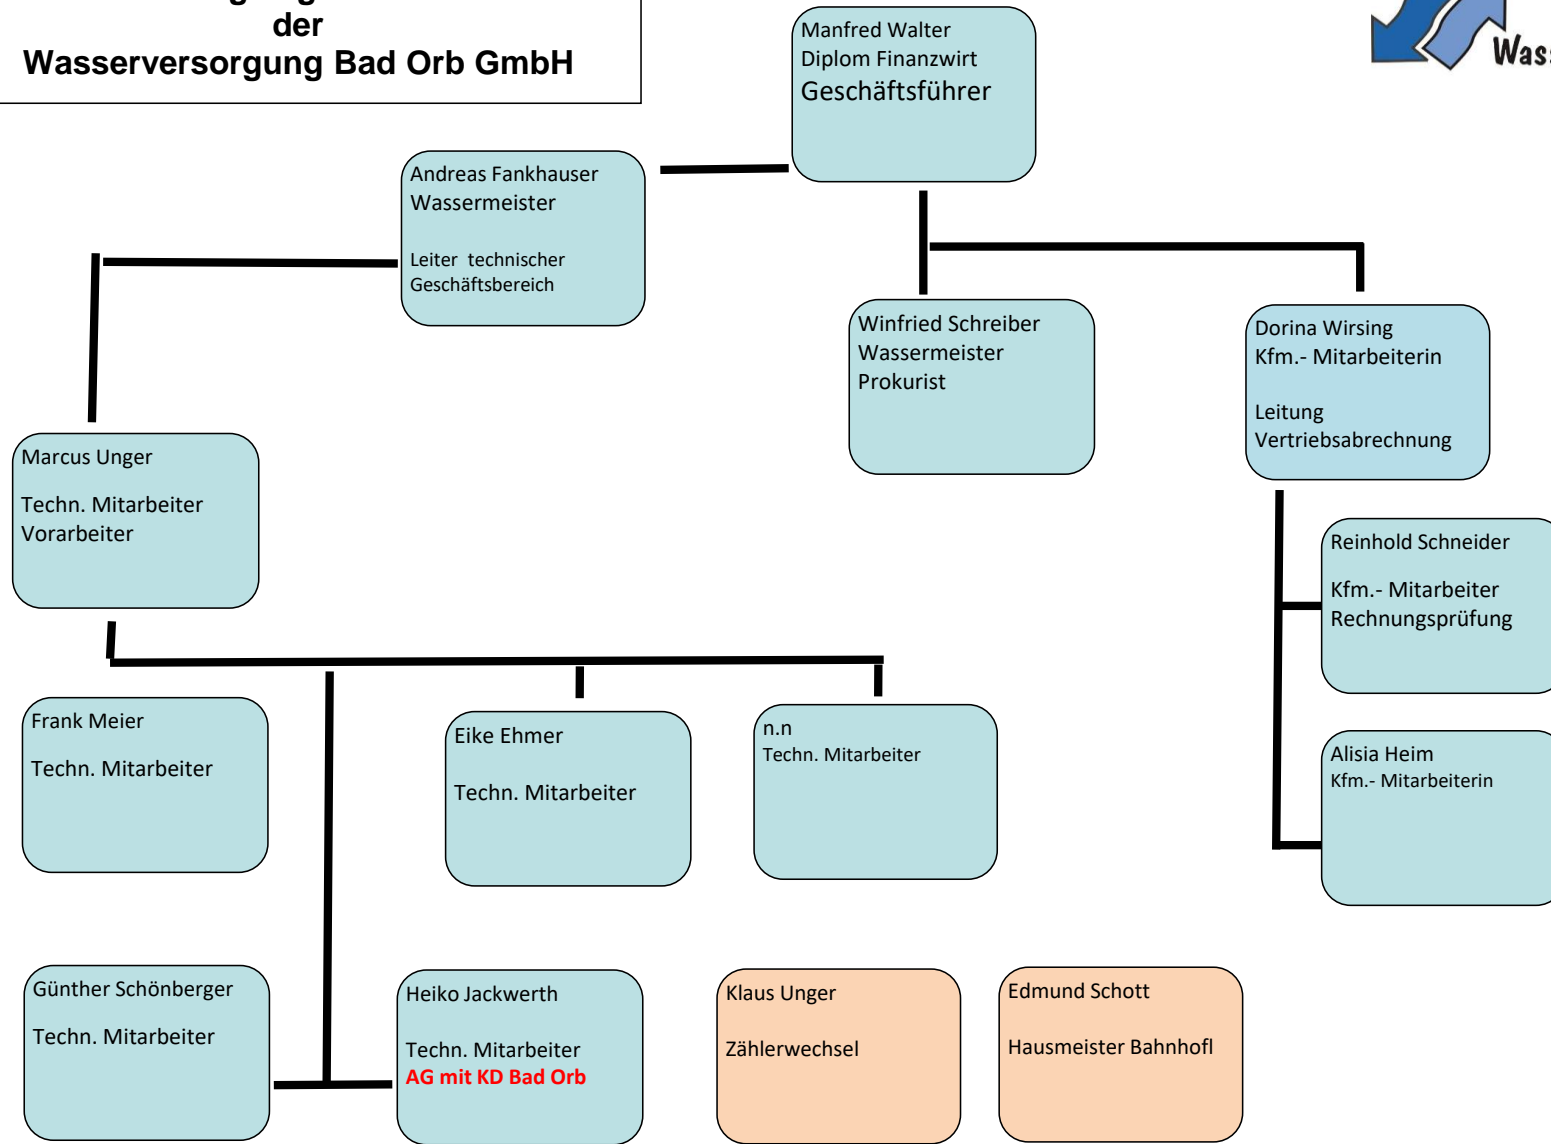 der
Wasserversorgung Bad Orb GmbH
Manfred Walter
Diplom Finanzwirt
Geschäftsführer
Andreas Fankhauser
Wassermeister
Leiter technischer
Geschäftsbereich
Winfried Schreiber
Wassermeister
Prokurist
Dorina Wirsing
Kfm.- Mitarbeiterin
Leitung
Vertriebsabrechnung
Marcus Unger
Techn. Mitarbeiter
Vorarbeiter
Reinhold Schneider
Kfm.- Mitarbeiter
Rechnungsprüfung
Frank Meier
Techn. Mitarbeiter
Eike Ehmer
Techn. Mitarbeiter
n.n
Techn. Mitarbeiter
Alisia Heim
Kfm.- Mitarbeiterin
Günther Schönberger
Techn. Mitarbeiter
Heiko Jackwerth
Techn. Mitarbeiter
AG mit KD Bad Orb
Klaus Unger
Zählerwechsel
Edmund Schott
Hausmeister Bahnhofl